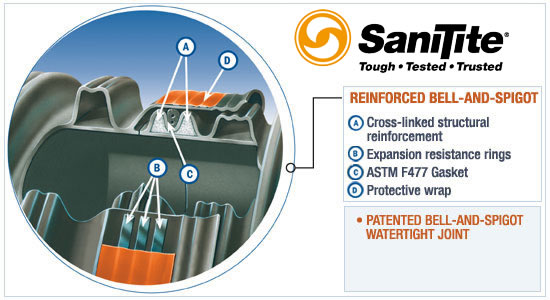 SaniTite®
Tough • Tested • Trusted
A
D
B
C
REINFORCED BELL-AND-SPIGOT
A Cross-linked structural
reinforcement
B Expansion resistance rings
C ASTM F477 Gasket
D Protective wrap
• PATENTED BELL-AND-SPIGOT
WATERTIGHT JOINT